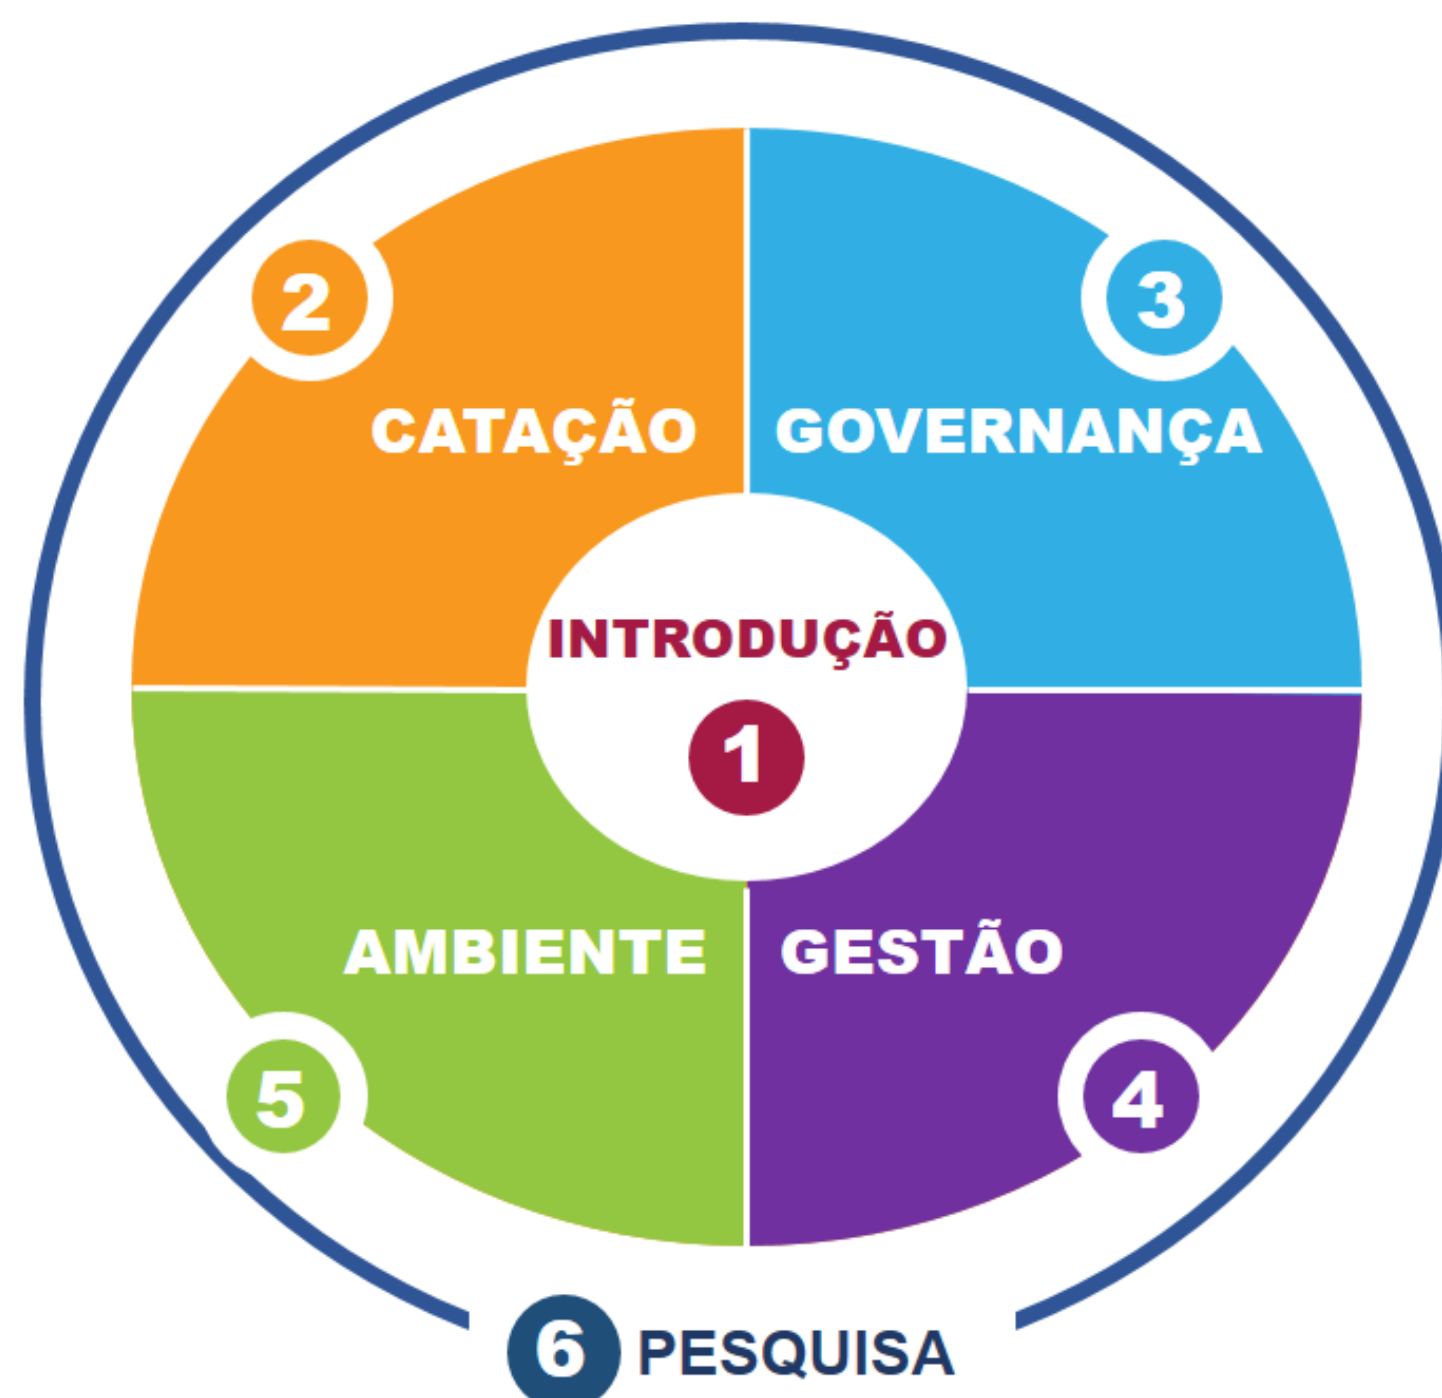 2
3
CATAÇÃO
GOVERNANÇA
INTRODUÇÃO
1
AMBIENTE
GESTÃO
5
4
6 PESQUISA